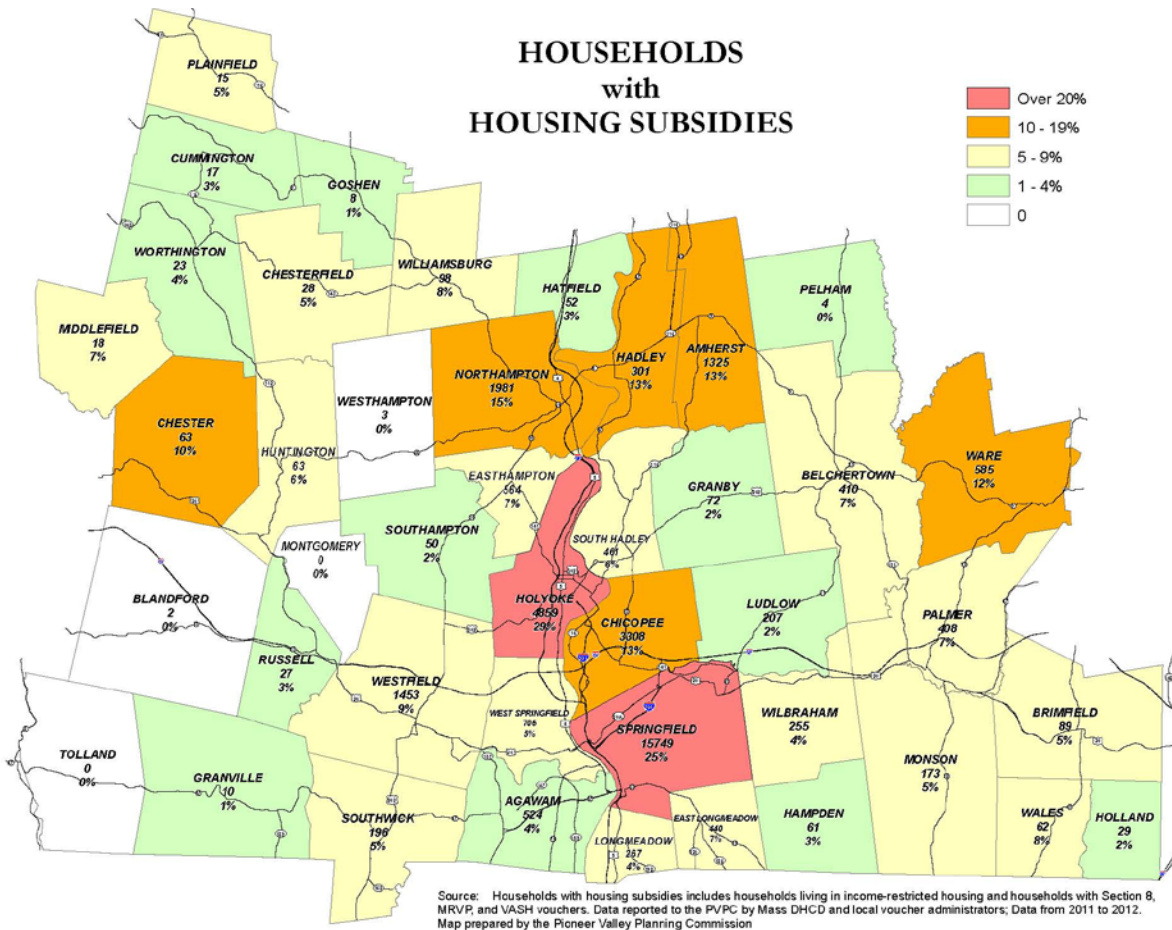 HOUSEHOLDS
with
HOUSING SUBSIDIES
Over 20%
10 - 19%
5 - 9%
1 - 4%
0
PLAINFIELD
15
5%
CUMMINGTON
17
3%
GOSHEN
8
1%
WORTHINGTON
23
4%
CHESTERFIELD
28
5%
WILLIAMSBURG
98
8%
HATFIELD
52
3%
PELHAM
4
0%
MIDDLEFIELD
18
7%
NORTHAMPTON
1981
15%
HADLEY
301
13%
AMHERST
1325
13%
CHESTER
63
10%
HUNTINGTON
63
6%
WESTHAMPTON
3
0%
EASTHAMPTON
564
7%
GRANBY
72
2%
BELCHERTOWN
410
7%
WARE
585
12%
SOUTHAMPTON
50
2%
SOUTH HADLEY
461
6%
MONTGOMERY
0
0%
BLANDFORD
2
0%
HOLYOKE
4859
29%
CHICOPEE
3308
13%
LUDLOW
207
2%
PALMER
408
7%
RUSSELL
27
3%
WESTFIELD
1453
9%
WEST SPRINGFIELD
706
5%
SPRINGFIELD
15749
25%
WILBRAHAM
255
4%
BRIMFIELD
89
5%
MONSON
173
5%
TOLLAND
0
0%
GRANVILLE
10
1%
SOUTHWICK
196
5%
AGAWAM
524
4%
LONGMEADOW
267
4%
EAST LONGMEADOW
440
7%
HAMPDEN
61
3%
WALES
62
8%
HOLLAND
29
2%
Source: Households with housing subsidies includes households living in income-restricted housing and households with Section 8,
MRVP, and VASH vouchers. Data reported to the PVPC by Mass DHCD and local voucher administrators; Data from 2011 to 2012.
Map prepared by the Pioneer Valley Planning Commission